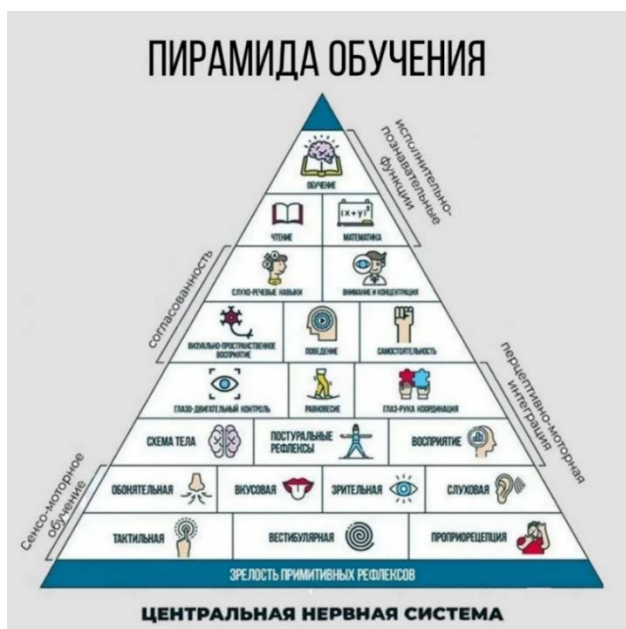 ПИРАМИДА ОБУЧЕНИЯ
исполнительно-
познавательные
функции
ОБУЧЕНИЕ
(x+y)²
ЧТЕНИЕ
МАТЕМАТИКА
согласованность
СЛУХО-РЕЧЕВЫЕ НАВЫКИ
ВНИМАНИЕ И КОНЦЕНТРАЦИЯ
ВИЗУАЛЬНО-ПРОСТРАНСТВЕННОЕ
ВОСПРИЯТИЕ
ПОВЕДЕНИЕ
САМОСТОЯТЕЛЬНОСТЬ
перцептивно-моторная
интеграция
ГЛАЗО-ДВИГАТЕЛЬНЫЙ КОНТРОЛЬ
РАВНОВЕСИЕ
ГЛАЗ-РУКА КООРДИНАЦИЯ
СХЕМА ТЕЛА
ПОСТУРАЛЬНЫЕ
РЕФЛЕКСЫ
ВОСПРИЯТИЕ
Сенсо-моторное
обучение
ОБОНЯТЕЛЬНАЯ
ВКУСОВАЯ
ЗРИТЕЛЬНАЯ
СЛУХОВАЯ
ТАКТИЛЬНАЯ
ВЕСТИБУЛЯРНАЯ
ПРОПРИОРЕЦЕПЦИЯ
ЗРЕЛОСТЬ ПРИМИТИВНЫХ РЕФЛЕКСОВ
ЦЕНТРАЛЬНАЯ НЕРВНАЯ СИСТЕМА